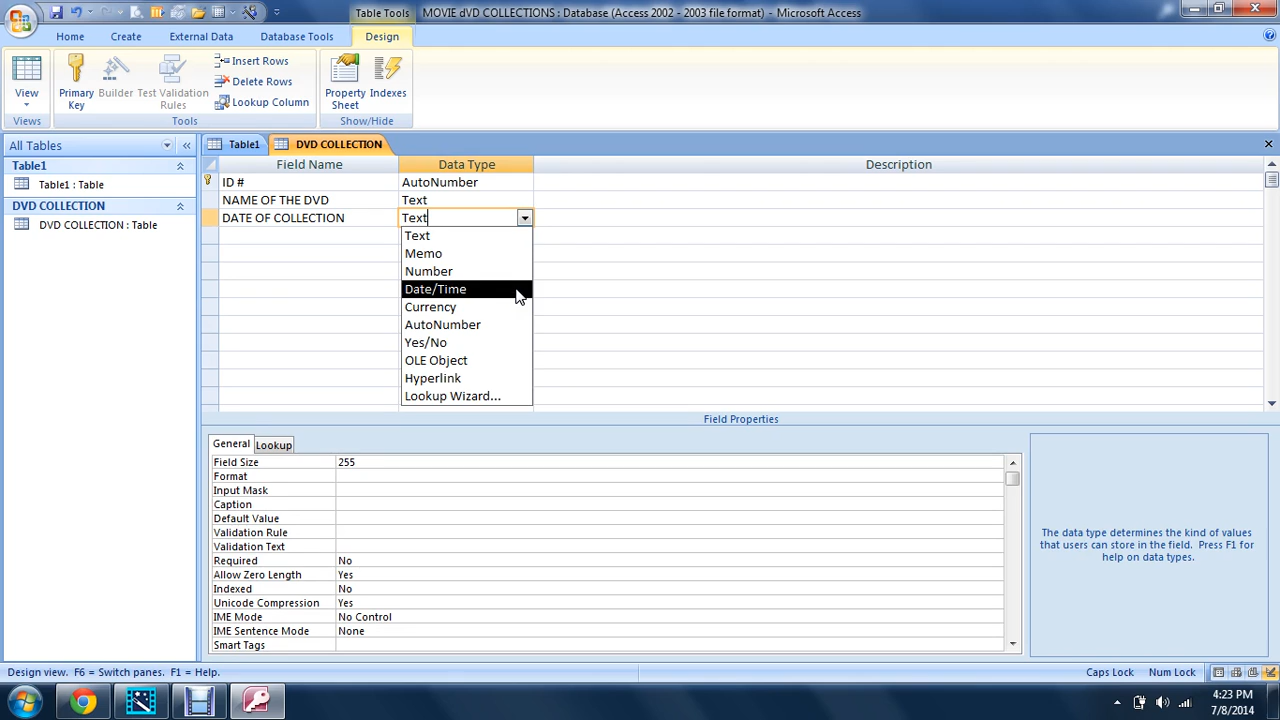 Table Tools
MOVIE dVD COLLECTIONS : Database (Access 2002 - 2003 file format) - Microsoft Access
Home
Create
External Data
Database Tools
Design
View
Primary Key
Builder
Test Validation Rules
Insert Rows
Delete Rows
Lookup Column
Property Sheet
Indexes
Views
Tools
Show/Hide
All Tables
Table1
Table1 : Table
DVD COLLECTION
DVD COLLECTION : Table
Table1
DVD COLLECTION
Field Name
Data Type
Description
ID #
AutoNumber
NAME OF THE DVD
Text
DATE OF COLLECTION
Text
Text
Memo
Number
Date/Time
Currency
AutoNumber
Yes/No
OLE Object
Hyperlink
Lookup Wizard...
Field Properties
General
Lookup
Field Size 255
Format
Input Mask
Caption
Default Value
Validation Rule
Validation Text
Required No
Allow Zero Length Yes
Indexed No
Unicode Compression Yes
IME Mode No Control
IME Sentence Mode None
Smart Tags
The data type determines the kind of values
that users can store in the field. Press F1 for
help on data types.
Design view. F6 = Switch panes. F1 = Help.
Caps Lock
Num Lock
4:23 PM
7/8/2014